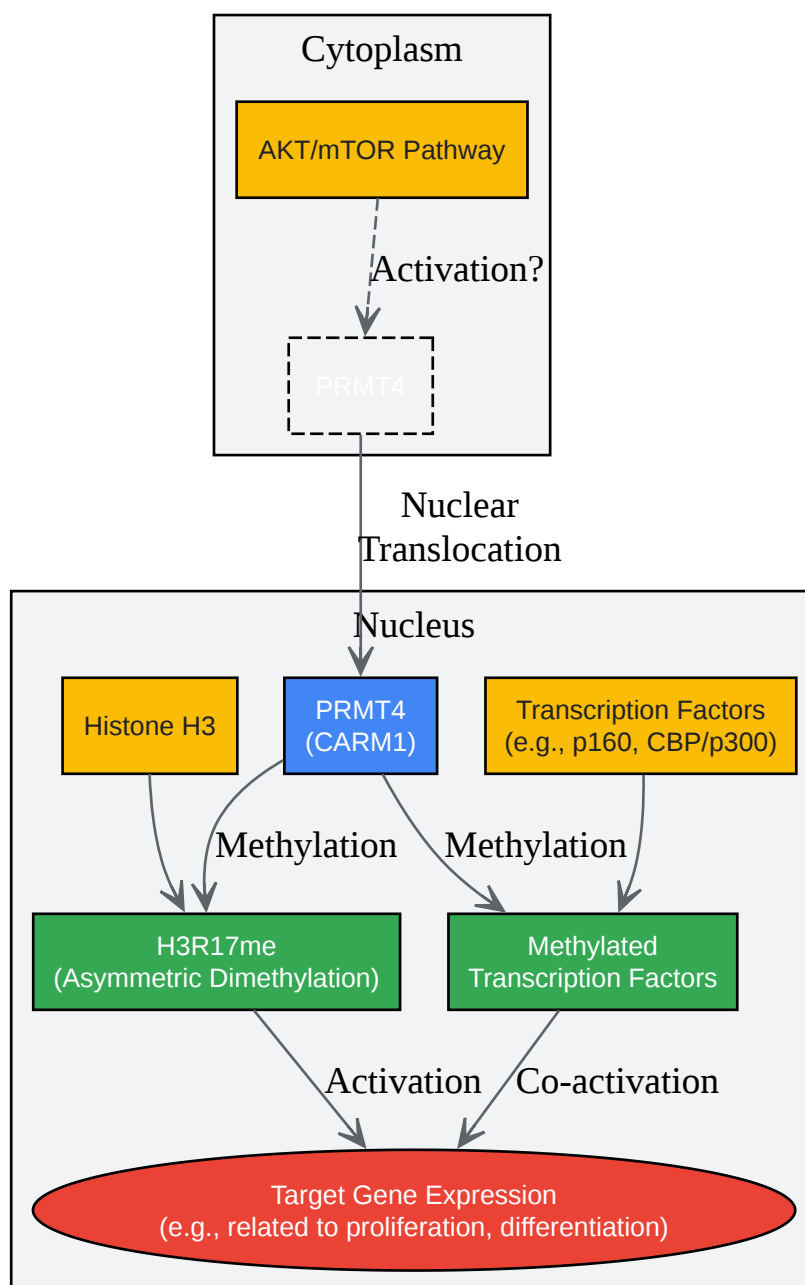 Cytoplasm
AKT/mTOR Pathway
Activation?
PRMT4
Nuclear
Translocation
Nucleus
Histone H3
PRMT4
(CARM1)
Transcription Factors
(e.g., p160, CBP/p300)
Methylation
Methylation
H3R17me
(Asymmetric Dimethylation)
Methylated
Transcription Factors
Activation
Co-activation
Target Gene Expression
(e.g., related to proliferation, differentiation)